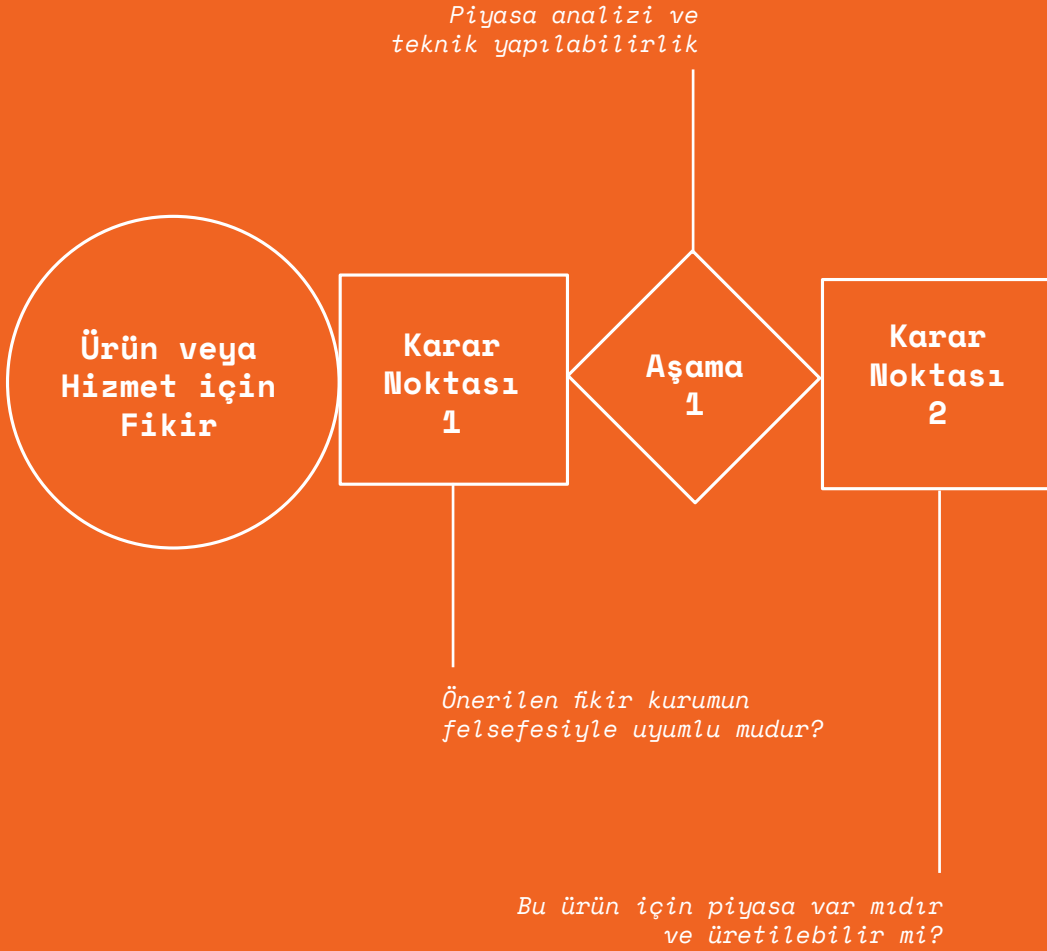 Piyasa analizi ve
teknik yapılabilirlik
Ürün veya
Hizmet için
Fikir
Karar
Noktası
1
Aşama
1
Karar
Noktası
2
Önerilen fikir kurumun
felsefesiyle uyumlu mudur?
Bu ürün için piyasa var mıdır
ve üretilebilir mi?